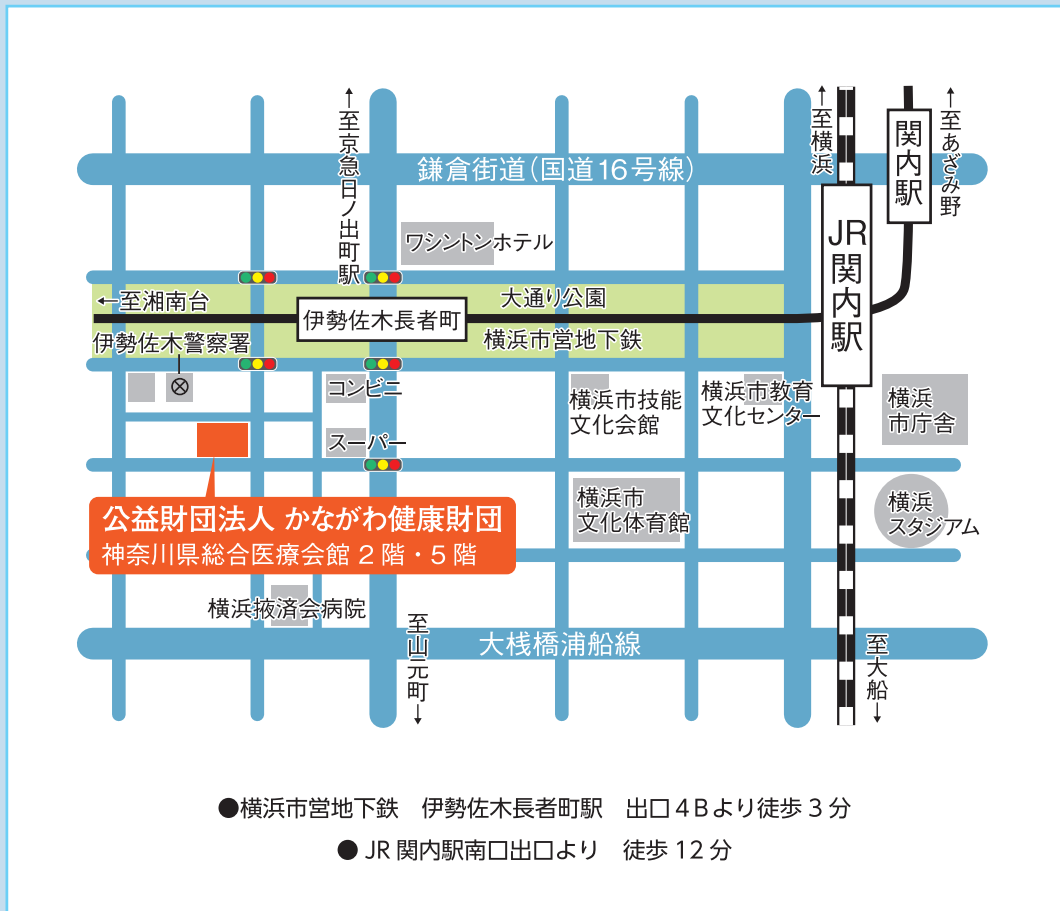 ↑至京急日ノ出町駅
↑至横浜
関内駅
↑至あざみ野
鎌倉街道(国道16号線)
ワシントンホテル
JR関内駅
←至湘南台
大通り公園
伊勢佐木長者町
横浜市営地下鉄
伊勢佐木警察署
コンビニ
スーパー
横浜市技能
文化会館
横浜市教育
文化センター
横浜
市庁舎
公益財団法人 かながわ健康財団
神奈川県総合医療会館 2階・5階
横浜市
文化体育館
横浜
スタジアム
横浜掖済会病院
至山元町↓
大桟橋浦船線
至大船↓
●横浜市営地下鉄　伊勢佐木長者町駅　出口4Bより徒歩3分
●JR関内駅南口出口より　徒歩12分